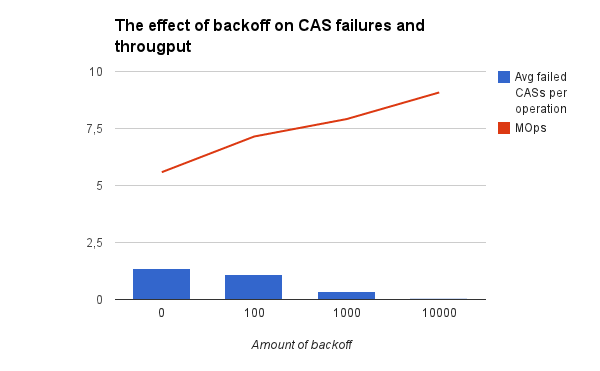 The effect of backoff on CAS failures and
througput
10
7,5
5
2,5
0
0 100 1000 10000
Amount of backoff
Avg failed
CASs per
operation
MOps